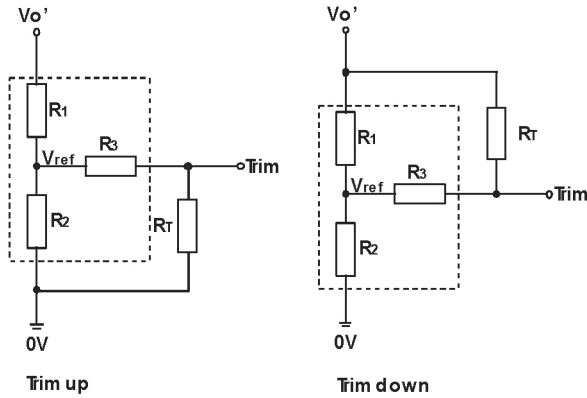 Vo'
R1
R3
Vref
Trim
R2
RT
0V
Trim up
Vo'
R1
RT
R3
Vref
Trim
R2
0V
Trim down